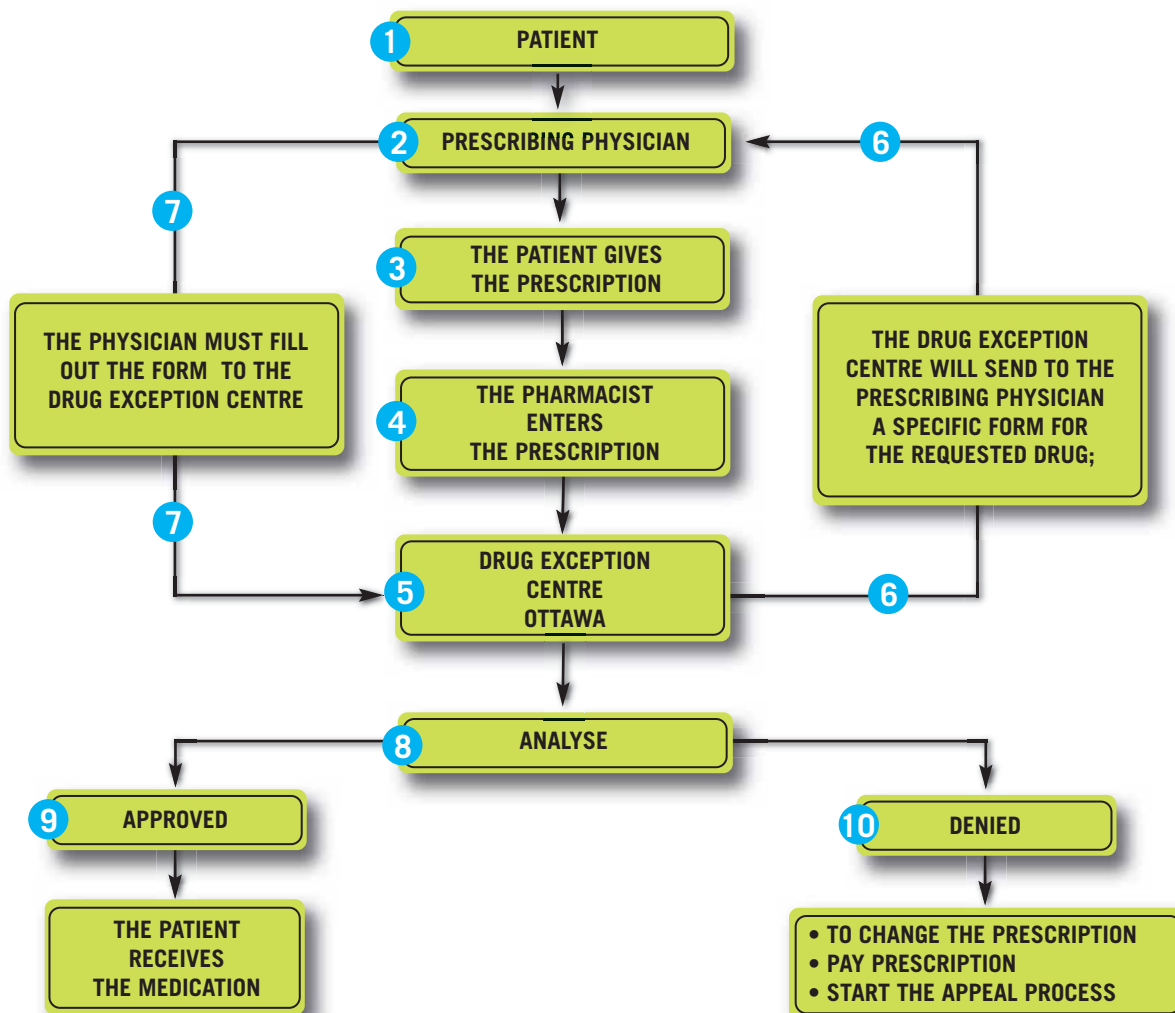 1
PATIENT
2
PRESCRIBING PHYSICIAN
6
7
3
THE PATIENT GIVES
THE PRESCRIPTION
THE PHYSICIAN MUST FILL
OUT THE FORM TO THE
DRUG EXCEPTION CENTRE
THE DRUG EXCEPTION
CENTRE WILL SEND TO THE
PRESCRIBING PHYSICIAN
A SPECIFIC FORM FOR
THE REQUESTED DRUG;
4
THE PHARMACIST
ENTERS
THE PRESCRIPTION
7
5
DRUG EXCEPTION
CENTRE
OTTAWA
6
8
ANALYSE
9
APPROVED
10
DENIED
THE PATIENT
RECEIVES
THE MEDICATION
• TO CHANGE THE PRESCRIPTION
• PAY PRESCRIPTION
• START THE APPEAL PROCESS